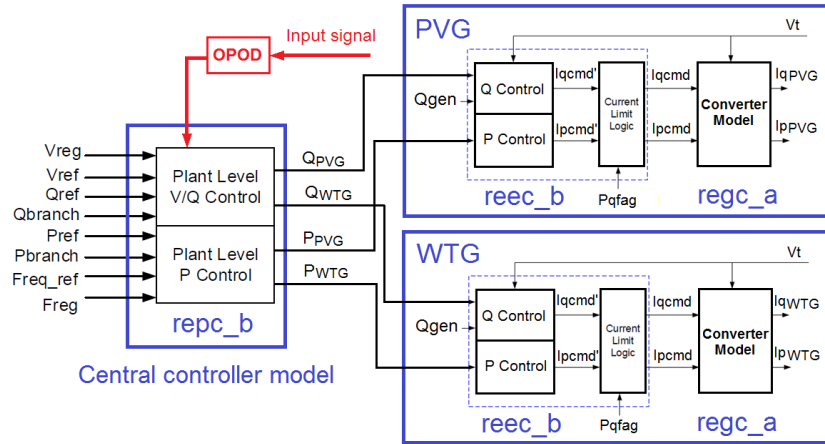 Input signal
OPOD
Vreg
Vref
Qref
Qbranch
Pref
Pbranch
Freq_ref
Freg
Plant Level
V/Q Control
Plant Level
P Control
repc_b
Central controller model
QPVG
QWTG
PPVG
PWTG
PVG
Vt
Qgen
Q Control
P Control
Iqcmd'
Ipcmd'
Current
Limit
Logic
Iqcmd
Ipcmd
Converter
Model
IqPVG
IpPVG
Pqfag
reec_b
regc_a
WTG
Vt
Qgen
Q Control
P Control
Iqcmd'
Ipcmd'
Current
Limit
Logic
Iqcmd
Ipcmd
Converter
Model
IqWTG
IpWTG
Pqfag
reec_b
regc_a